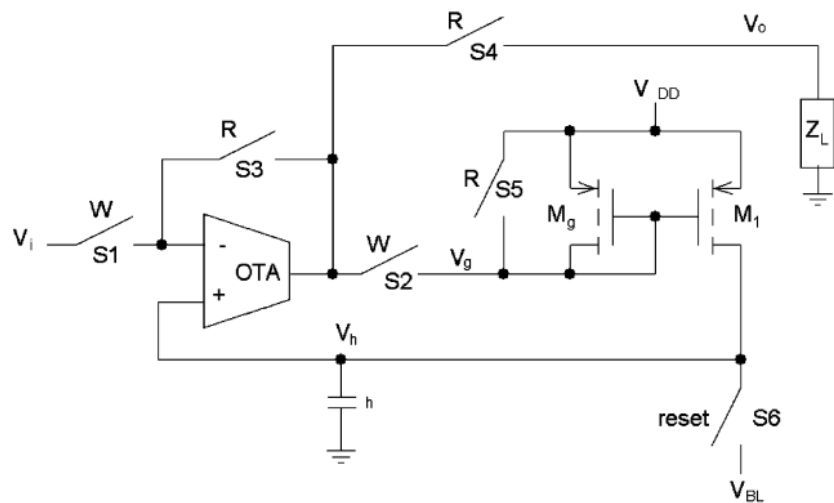 R
S4
Vo
VDD
ZL
R
S3
R
S5
Mg
M1
W
Vi
S1
-
OTA
+
W
S2
Vg
Vh
h
reset
S6
VBL